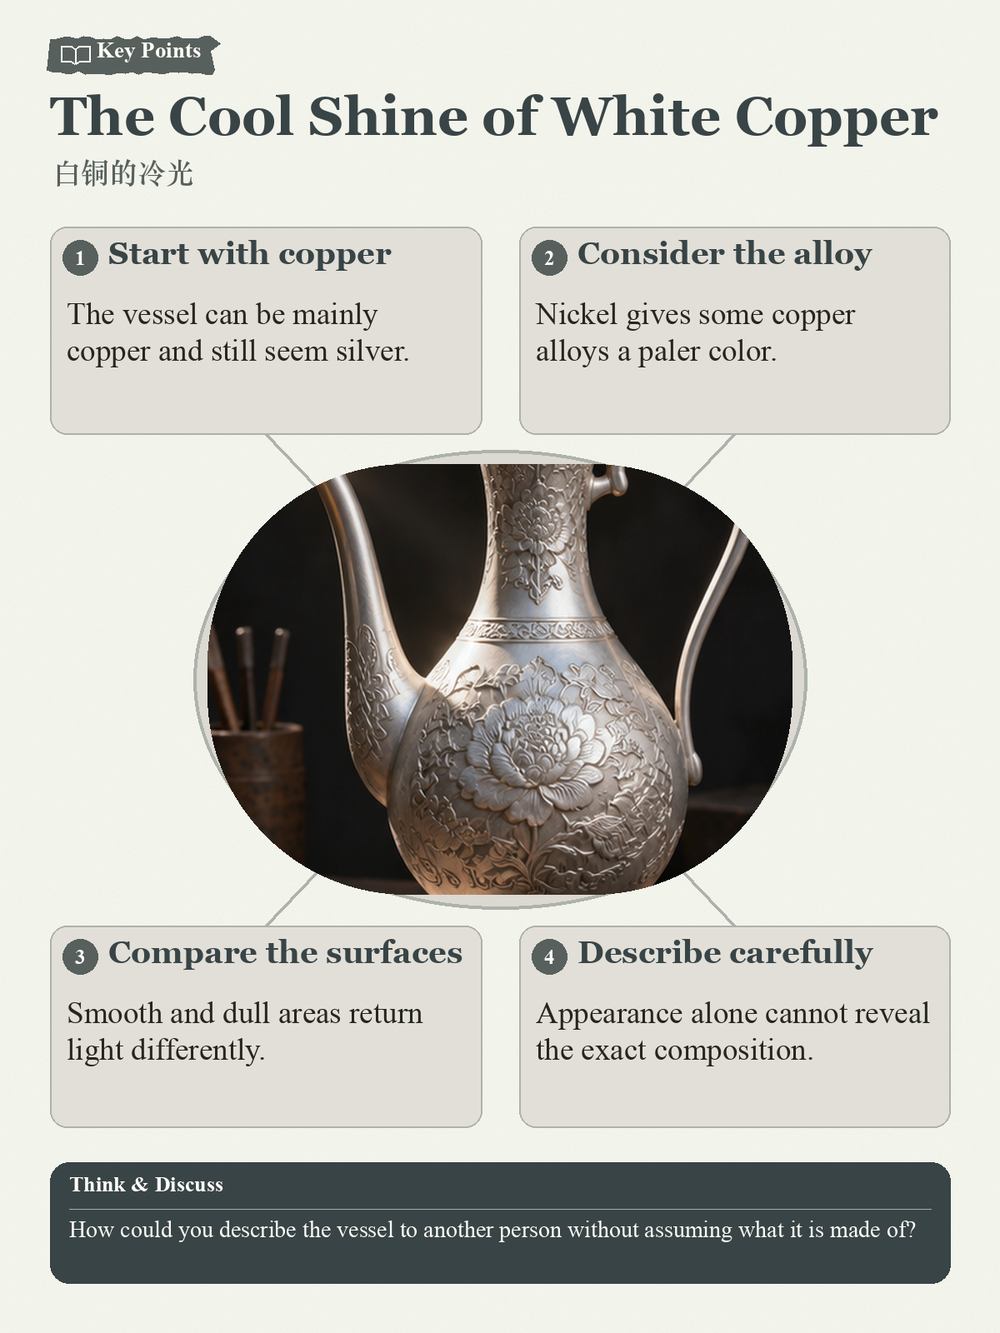 Key Points
The Cool Shine of White Copper
白铜的冷光
1 Start with copper
The vessel can be mainly
copper and still seem silver.
2 Consider the alloy
Nickel gives some copper
alloys a paler color.
3 Compare the surfaces
Smooth and dull areas return
light differently.
4 Describe carefully
Appearance alone cannot reveal
the exact composition.
Think & Discuss
How could you describe the vessel to another person without assuming what it is made of?